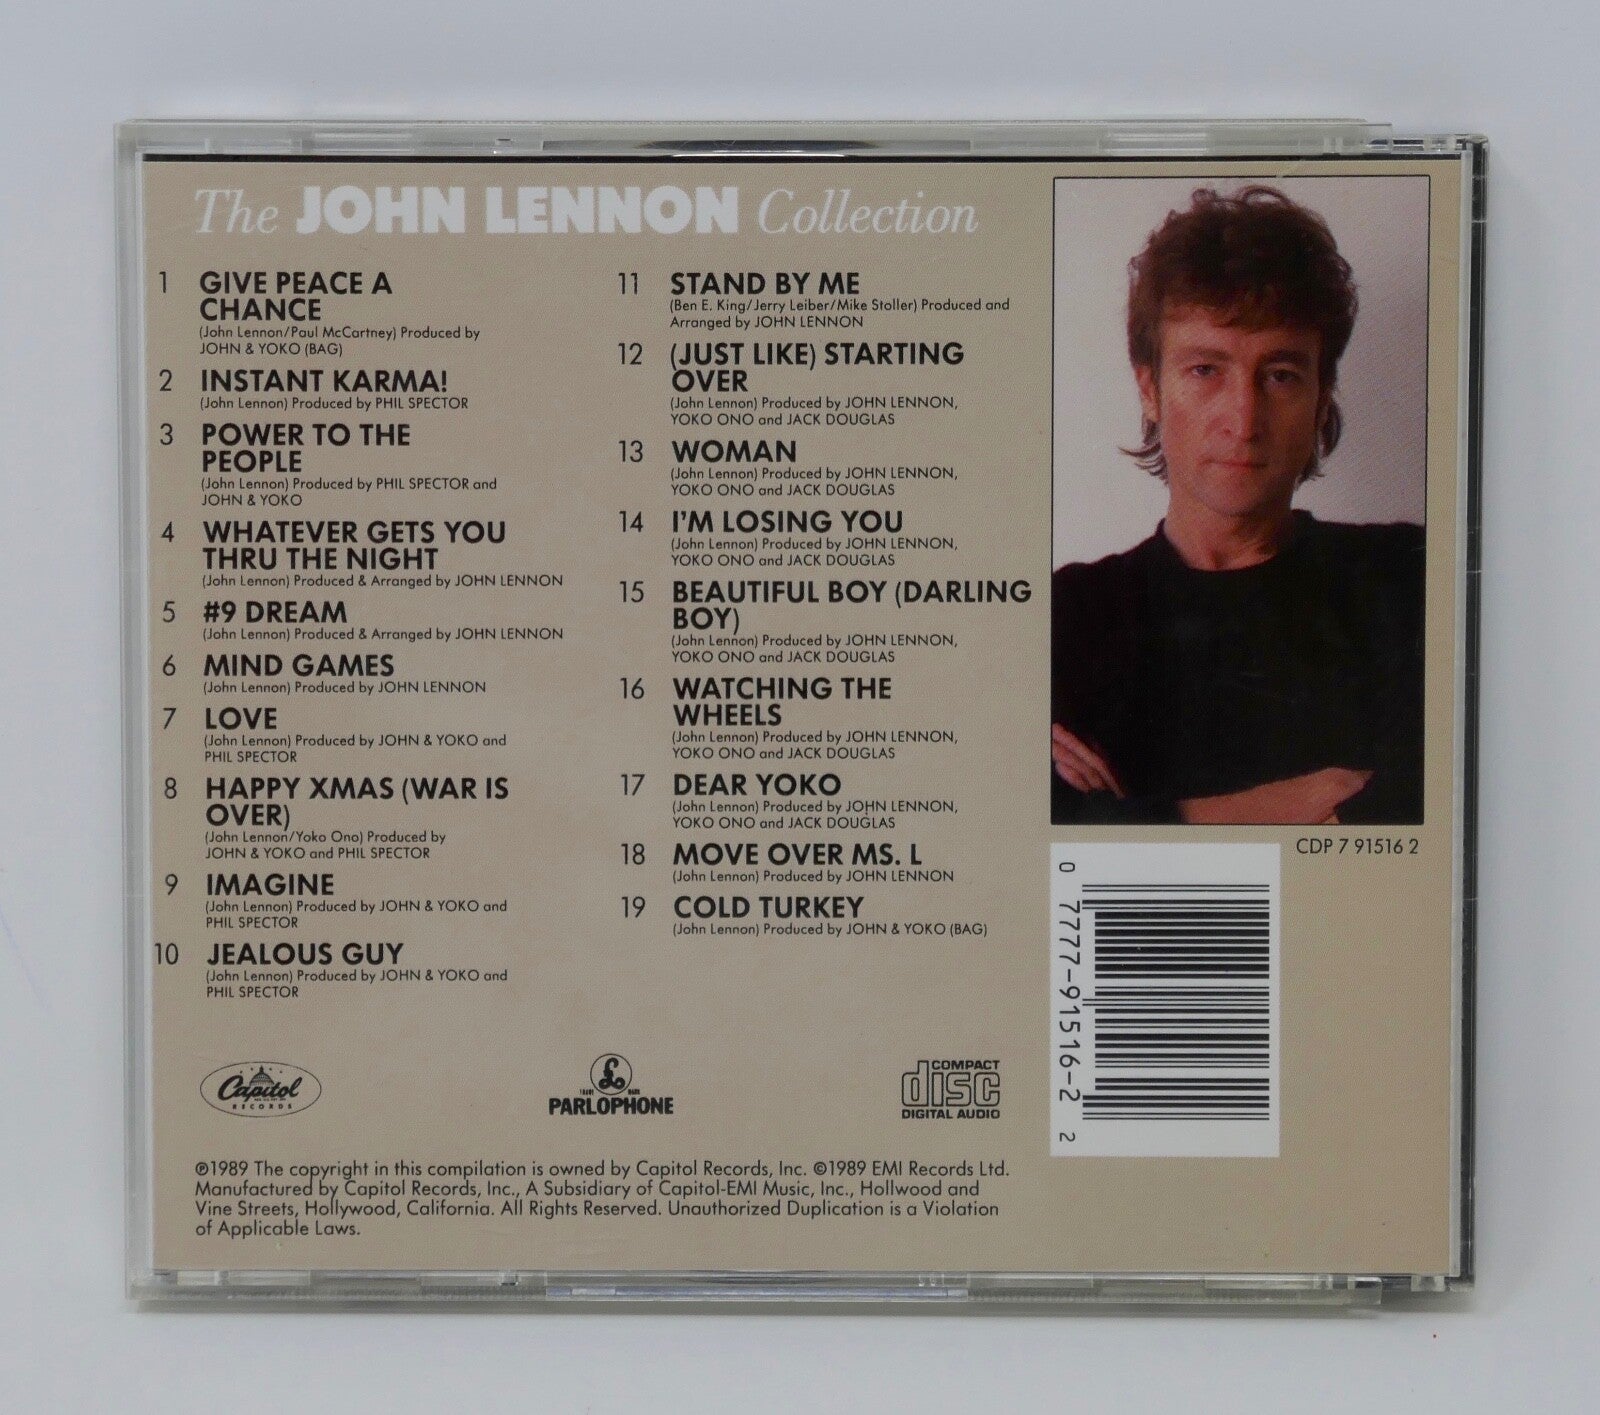 The JOHN LENNON Collection
1 GIVE PEACE A
CHANCE
(John Lennon/Paul McCartney) Produced by
JOHN & YOKO (BAG)
2 INSTANT KARMA!
(John Lennon) Produced by PHIL SPECTOR
3 POWER TO THE
PEOPLE
(John Lennon) Produced by PHIL SPECTOR and
JOHN & YOKO
4 WHATEVER GETS YOU
THRU THE NIGHT
(John Lennon) Produced & Arranged by JOHN LENNON
5 #9 DREAM
(John Lennon) Produced & Arranged by JOHN LENNON
6 MIND GAMES
(John Lennon) Produced by JOHN LENNON
7 LOVE
(John Lennon) Produced by JOHN & YOKO and
PHIL SPECTOR
8 HAPPY XMAS (WAR IS
OVER)
(John Lennon/Yoko Ono) Produced by
JOHN & YOKO and PHIL SPECTOR
9 IMAGINE
(John Lennon) Produced by JOHN & YOKO and
PHIL SPECTOR
10 JEALOUS GUY
(John Lennon) Produced by JOHN & YOKO and
PHIL SPECTOR
11 STAND BY ME
(Ben E. King/Jerry Leiber/Mike Stoller) Produced and
Arranged by JOHN LENNON
12 (JUST LIKE) STARTING
OVER
(John Lennon) Produced by JOHN LENNON,
YOKO ONO and JACK DOUGLAS
13 WOMAN
(John Lennon) Produced by JOHN LENNON,
YOKO ONO and JACK DOUGLAS
14 I'M LOSING YOU
(John Lennon) Produced by JOHN LENNON,
YOKO ONO and JACK DOUGLAS
15 BEAUTIFUL BOY (DARLING
BOY)
(John Lennon) Produced by JOHN LENNON,
YOKO ONO and JACK DOUGLAS
16 WATCHING THE
WHEELS
(John Lennon) Produced by JOHN LENNON,
YOKO ONO and JACK DOUGLAS
17 DEAR YOKO
(John Lennon) Produced by JOHN LENNON,
YOKO ONO and JACK DOUGLAS
18 MOVE OVER MS. L
(John Lennon) Produced by JOHN LENNON
19 COLD TURKEY
(John Lennon) Produced by JOHN & YOKO (BAG)
CDP 7 91516 2
0 7777-91516-2 2
Capitol
RECORDS
£
TRADE MARK
PARLOPHONE
COMPACT
disc
DIGITAL AUDIO
℗1989 The copyright in this compilation is owned by Capitol Records, Inc. ©1989 EMI Records Ltd.
Manufactured by Capitol Records, Inc., A Subsidiary of Capitol-EMI Music, Inc., Hollwood and
Vine Streets, Hollywood, California. All Rights Reserved. Unauthorized Duplication is a Violation
of Applicable Laws.